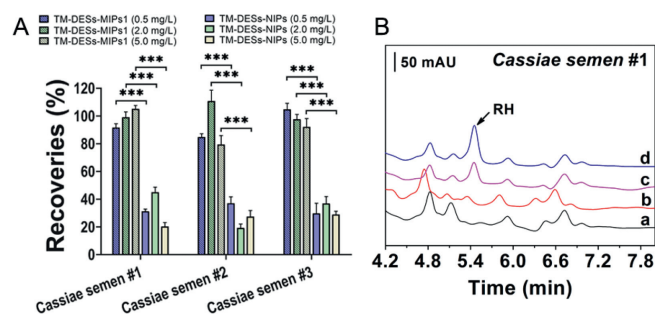 A
TM-DESs-MIPs1 (0.5 mg/L) TM-DESs-NIPs (0.5 mg/L)
TM-DESs-MIPs1 (2.0 mg/L) TM-DESs-NIPs (2.0 mg/L)
TM-DESs-MIPs1 (5.0 mg/L) TM-DESs-NIPs (5.0 mg/L)
*** *** ***
*** *** ***
*** *** ***
Recoveries (%)
120
100
80
60
40
20
0
Cassiae semen #1
Cassiae semen #2
Cassiae semen #3
B
50 mAU
Cassiae semen #1
RH
d
c
b
a
4.2 4.8 5.4 6.0 6.6 7.2 7.8
Time (min)